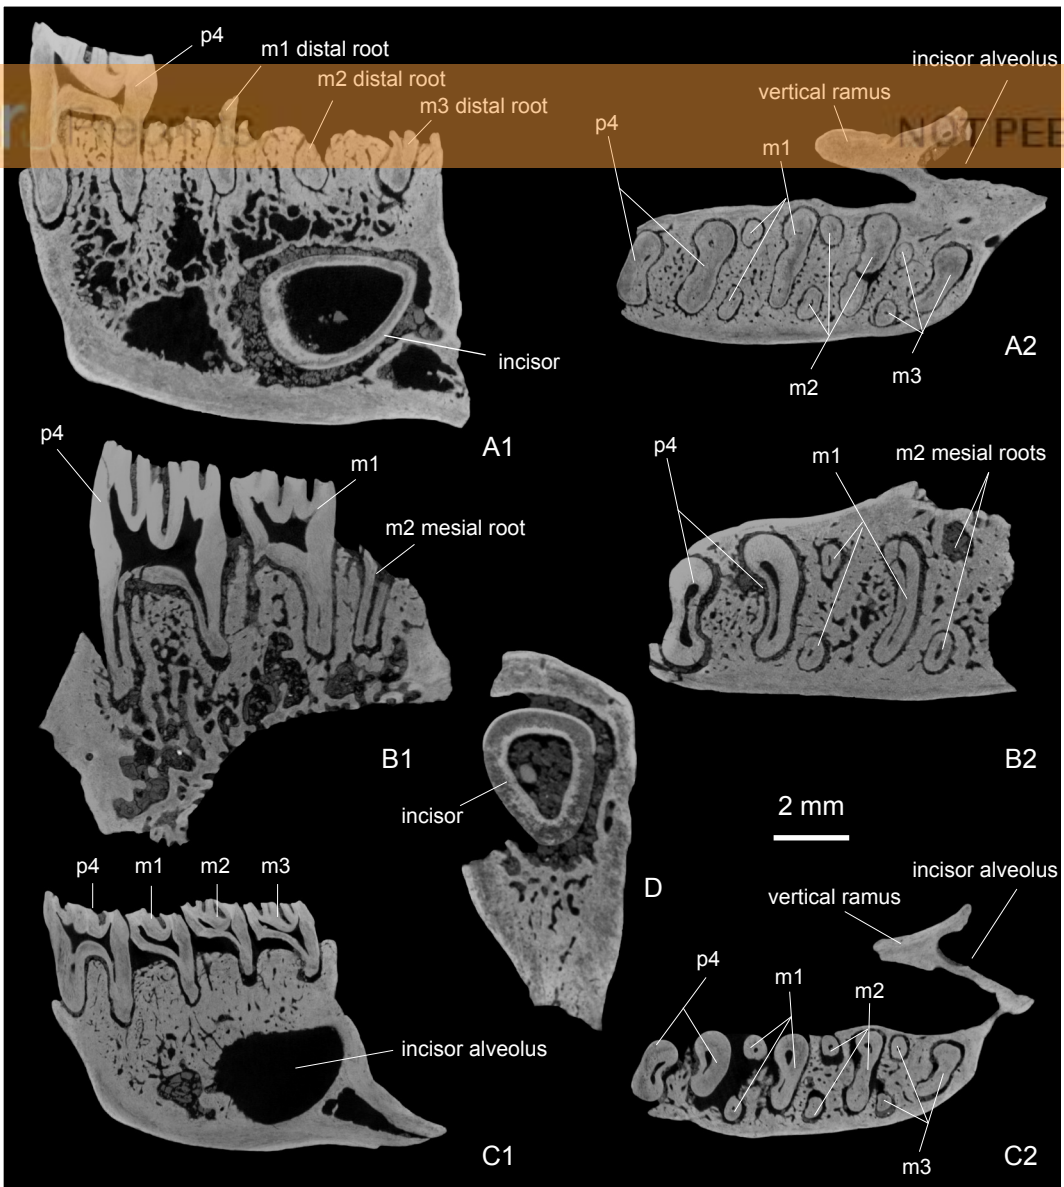 p4
m1 distal root
m2 distal root
m3 distal root
incisor
A1
incisor alveolus
vertical ramus
NOT PEE
p4
m1
m2
m3
A2
p4
m1
m2 mesial root
B1
p4
m1
m2 mesial roots
B2
incisor
D
2 mm
p4 m1 m2 m3
incisor alveolus
C1
incisor alveolus
vertical ramus
p4
m1
m2
m3
C2